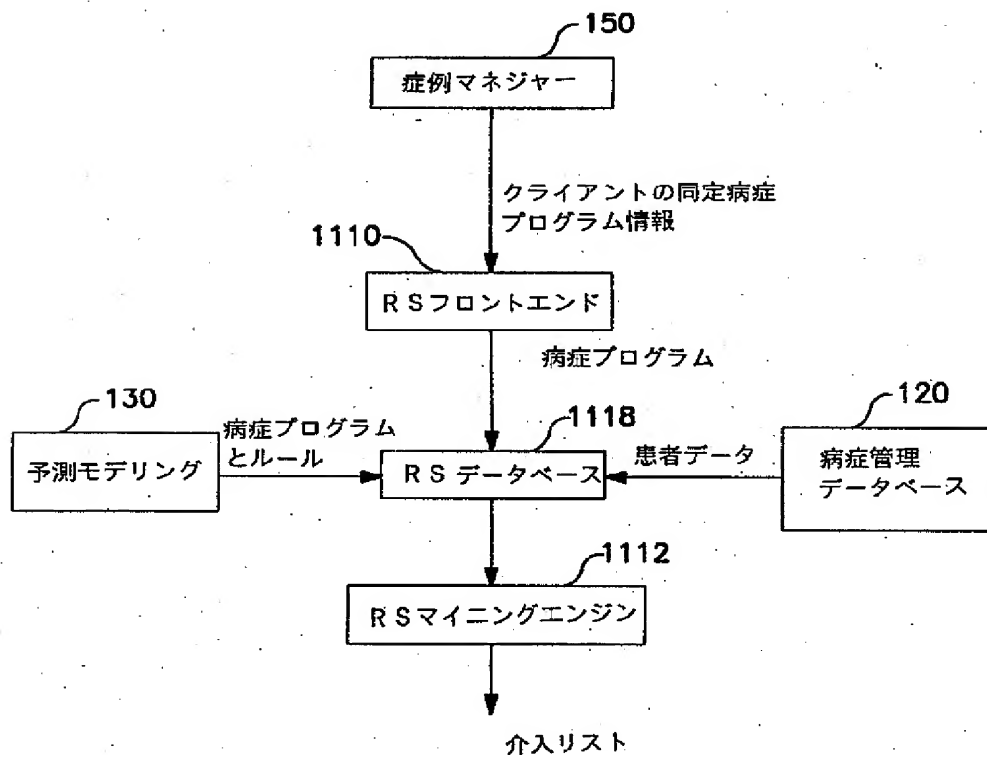 150
症例マネジャー
クライアントの同定病症
プログラム情報
1110
RSフロントエンド
病症プログラム
130
病症プログラム
とルール
予測モデリング
1118
RSデータベース
患者データ
120
病症管理
データベース
1112
RSマイニングエンジン
介入リスト